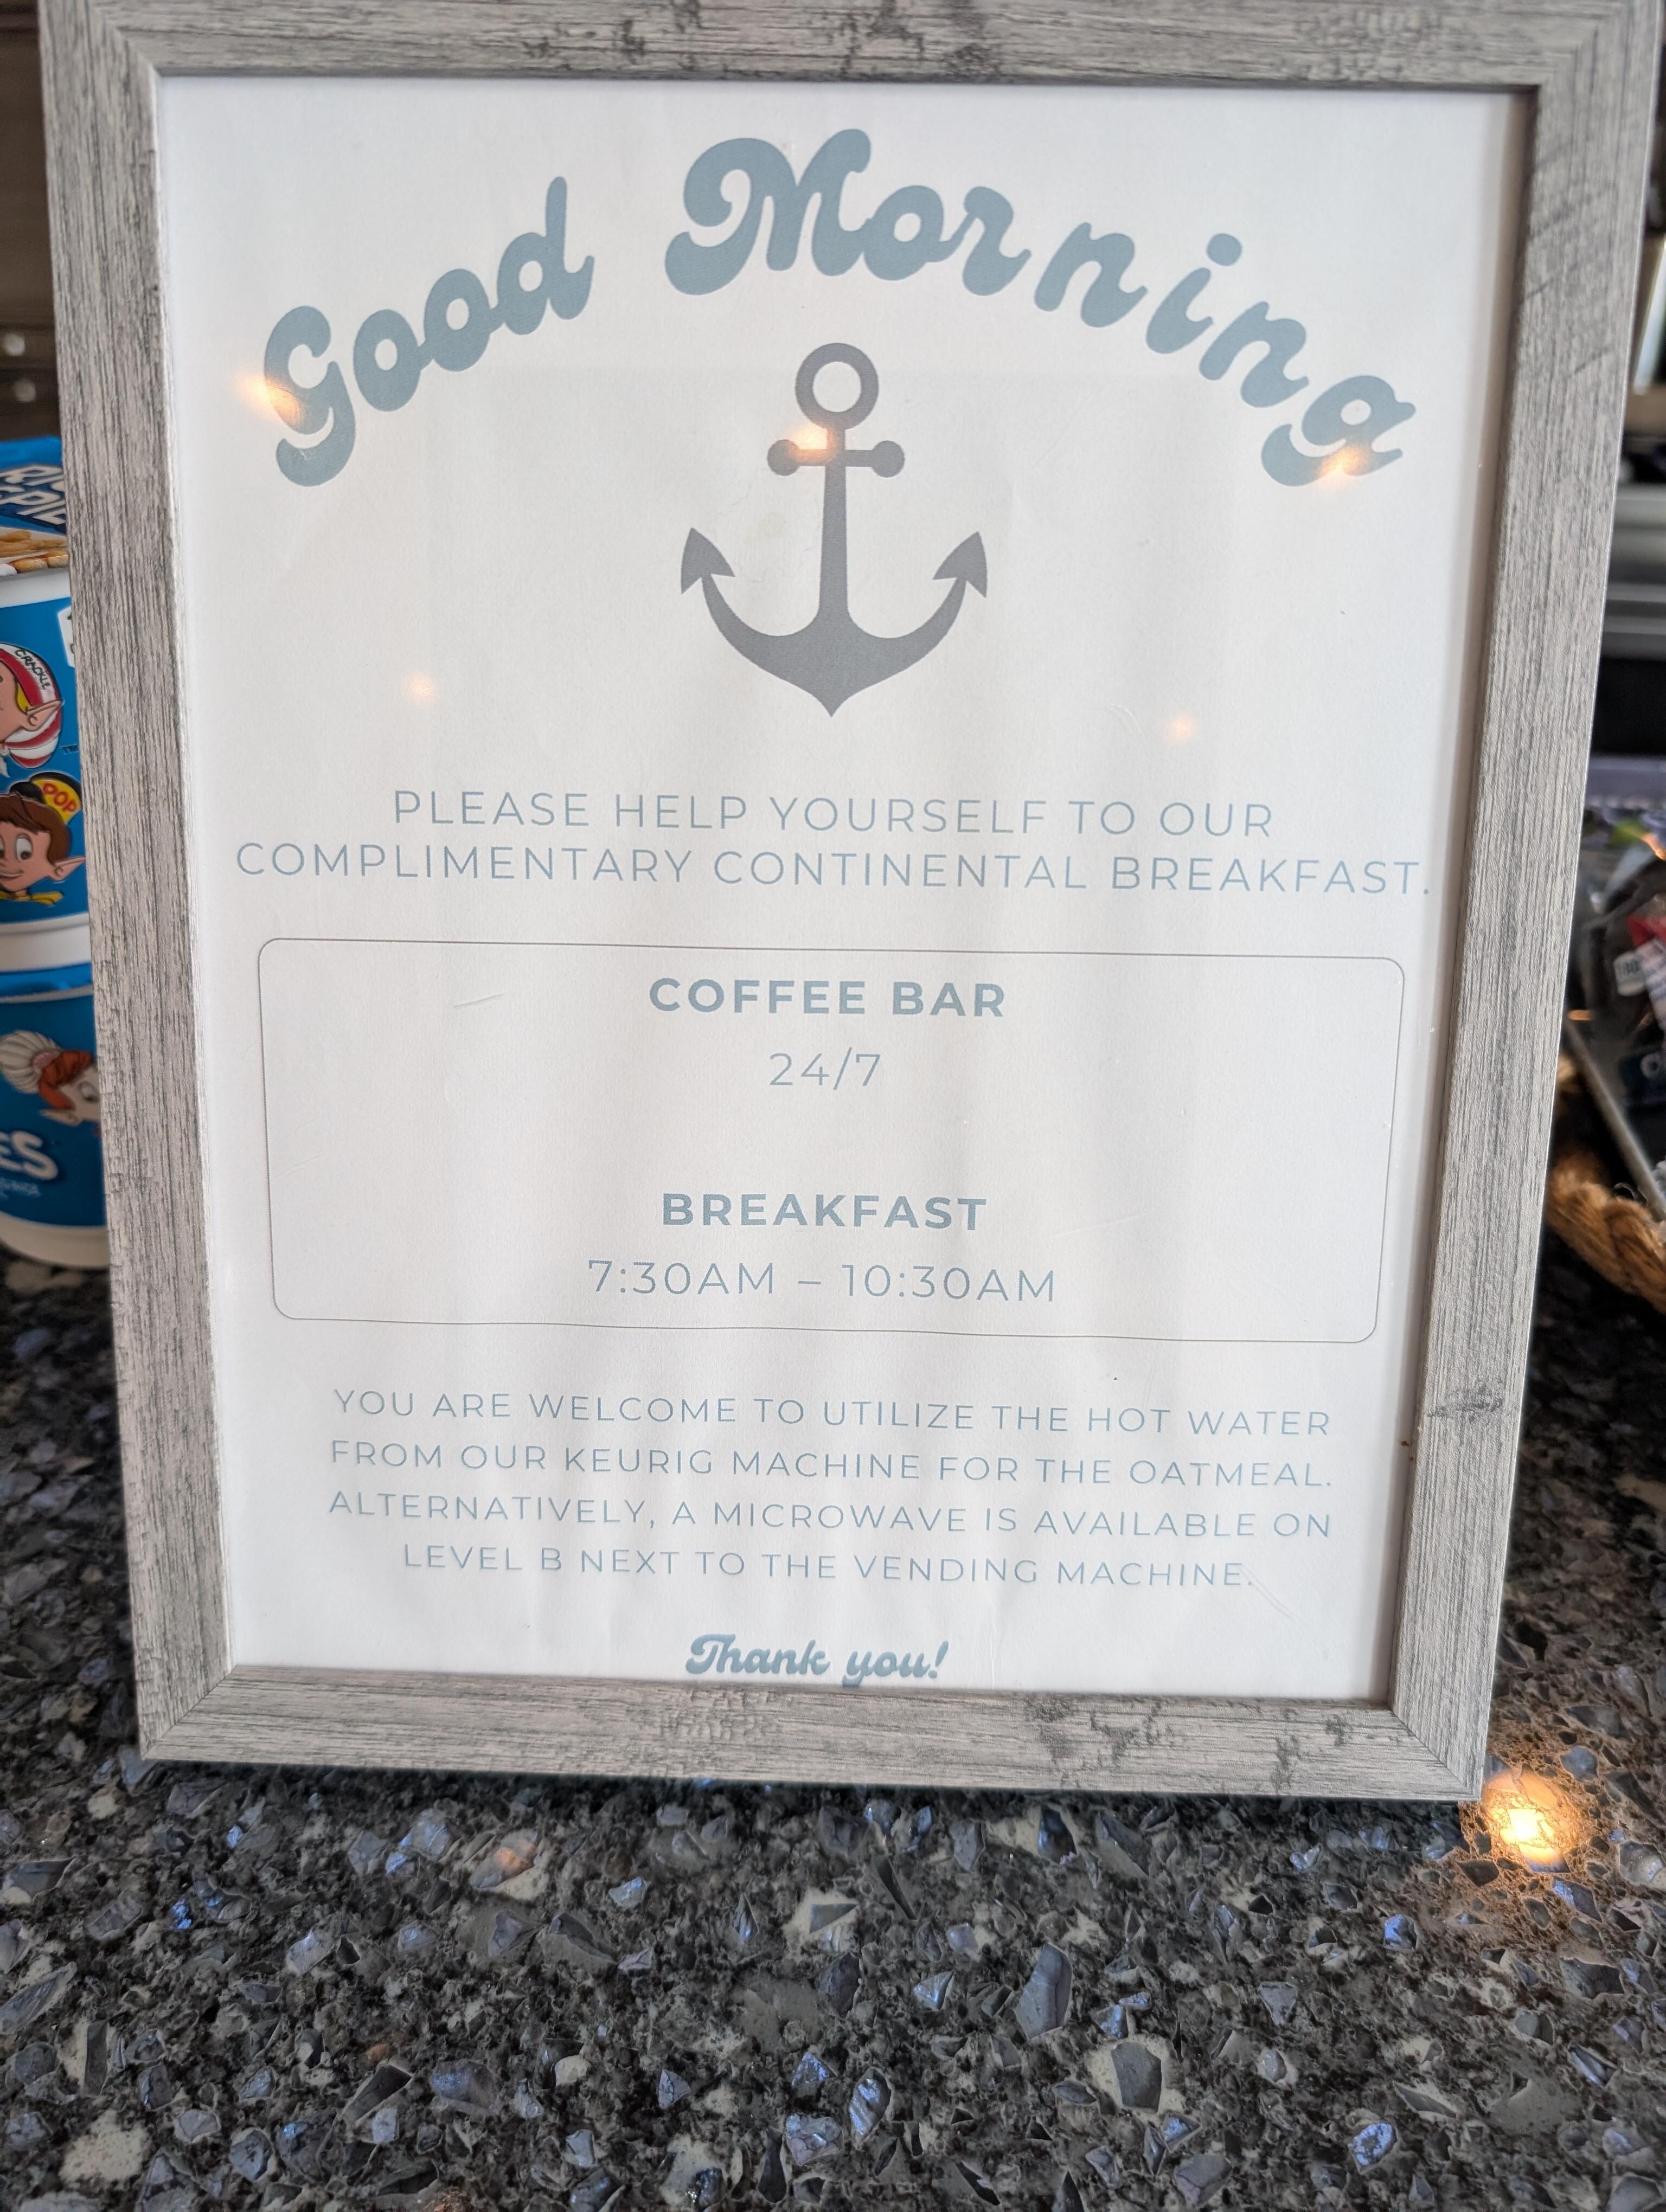 Good Morning
PLEASE HELP YOURSELF TO OUR
COMPLIMENTARY CONTINENTAL BREAKFAST.
COFFEE BAR
24/7
BREAKFAST
7:30AM – 10:30AM
YOU ARE WELCOME TO UTILIZE THE HOT WATER
FROM OUR KEURIG MACHINE FOR THE OATMEAL.
ALTERNATIVELY, A MICROWAVE IS AVAILABLE ON
LEVEL B NEXT TO THE VENDING MACHINE.
Thank you!
CRACKLE
POP